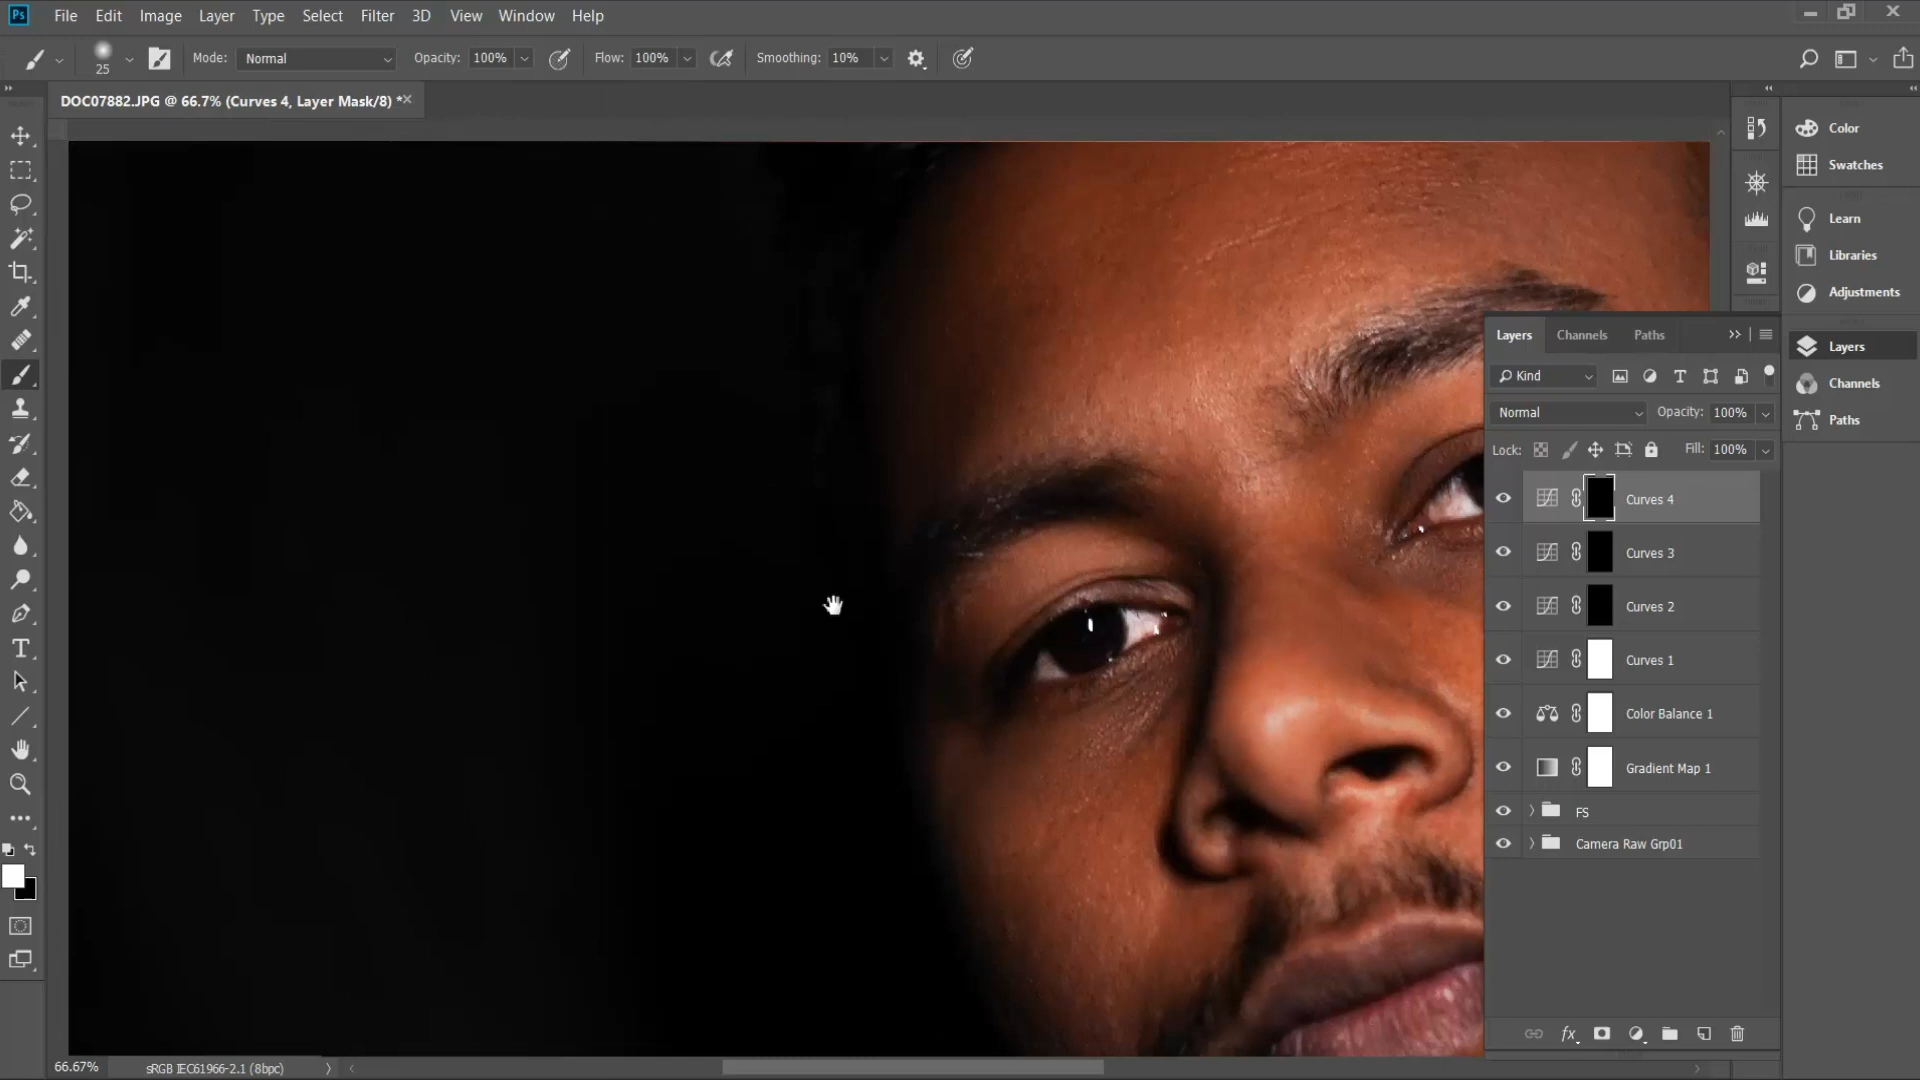 Ps File Edit Image Layer Type Select Filter 3D View Window Help
25 Mode: Normal Opacity: 100% Flow: 100% Smoothing: 10%
DOC07882.JPG @ 66.7% (Curves 4, Layer Mask/8) *
Color
Swatches
Learn
Libraries
Adjustments
Layers
Channels
Paths
Layers Channels Paths
Kind
Normal Opacity: 100%
Lock: Fill: 100%
Curves 4
Curves 3
Curves 2
Curves 1
Color Balance 1
Gradient Map 1
FS
Camera Raw Grp01
fx
66.67% sRGB IEC61966-2.1 (8bpc)